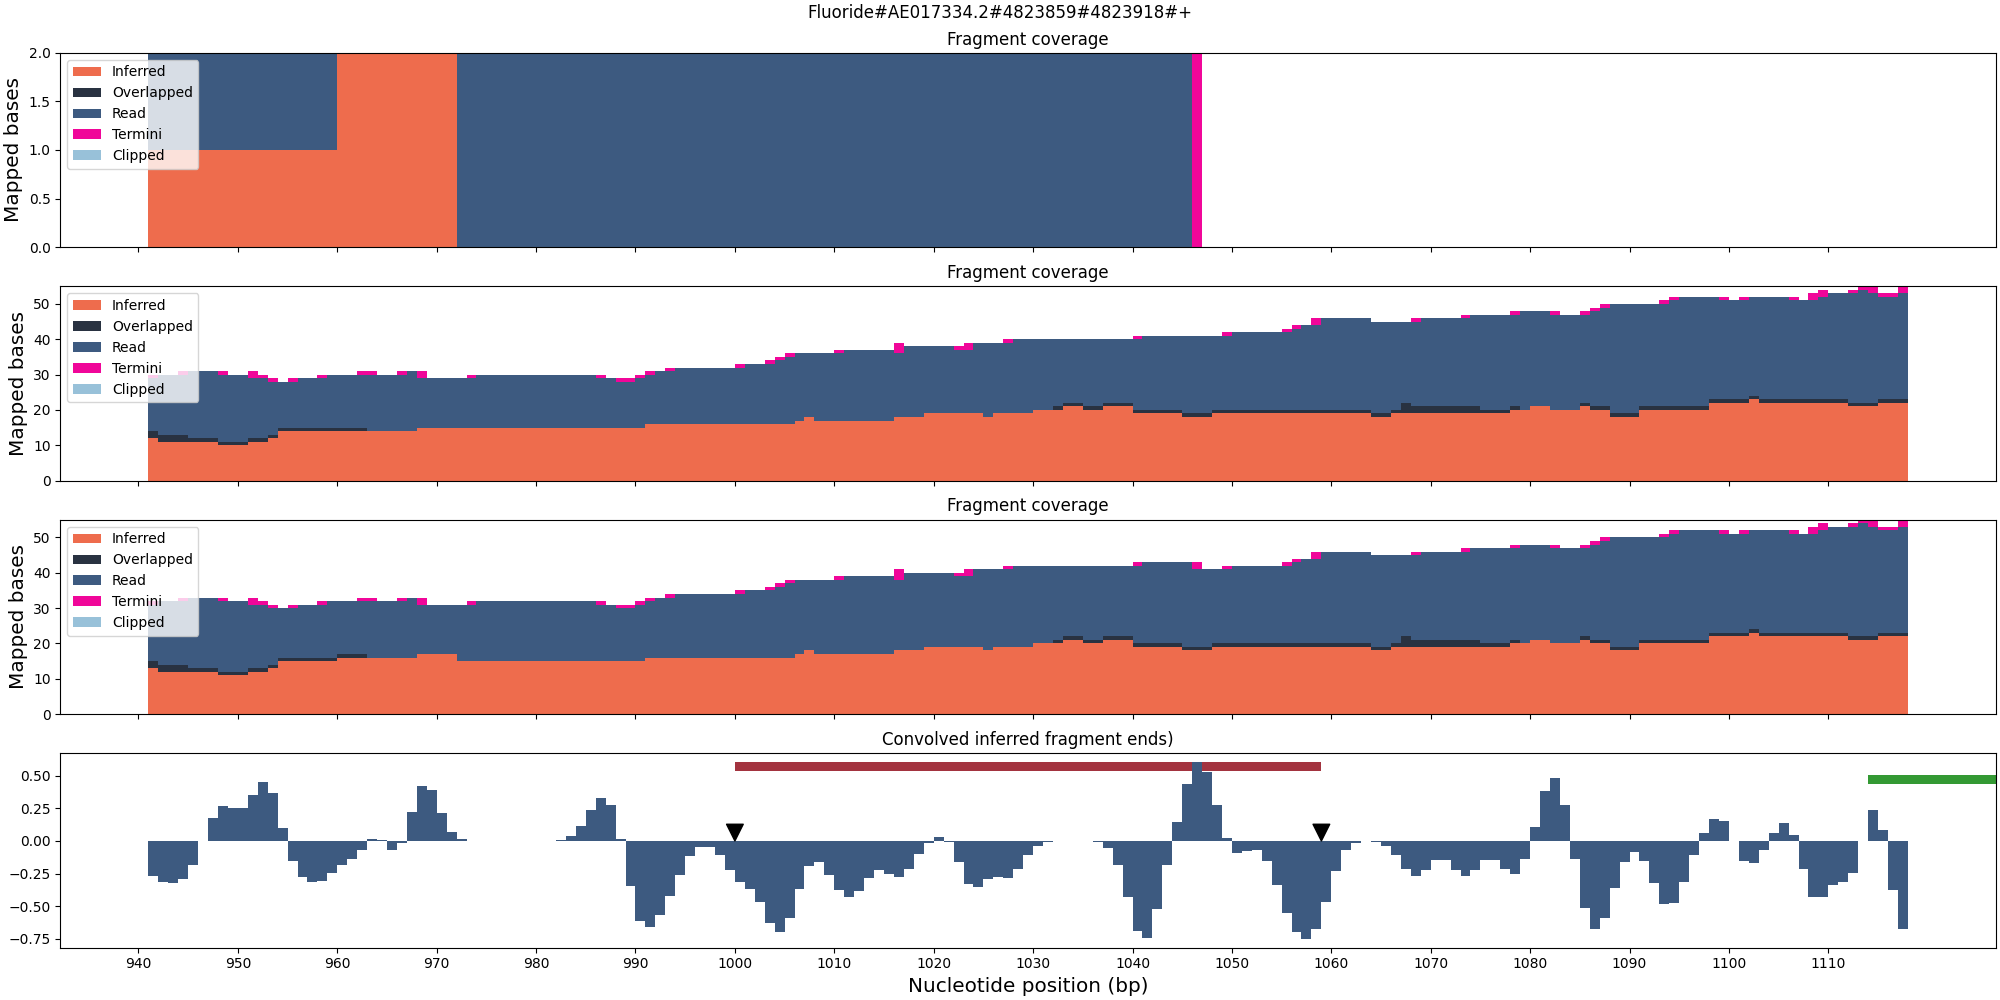 Fluoride#AE017334.2#4823859#4823918#+
Fragment coverage
Mapped bases
2.0
1.5
1.0
0.5
0.0
Inferred
Overlapped
Read
Termini
Clipped
Fragment coverage
Mapped bases
50
40
30
20
10
0
Inferred
Overlapped
Read
Termini
Clipped
Fragment coverage
Mapped bases
50
40
30
20
10
0
Inferred
Overlapped
Read
Termini
Clipped
Convolved inferred fragment ends)
0.50
0.25
0.00
−0.25
−0.50
−0.75
940 950 960 970 980 990 1000 1010 1020 1030 1040 1050 1060 1070 1080 1090 1100 1110
Nucleotide position (bp)